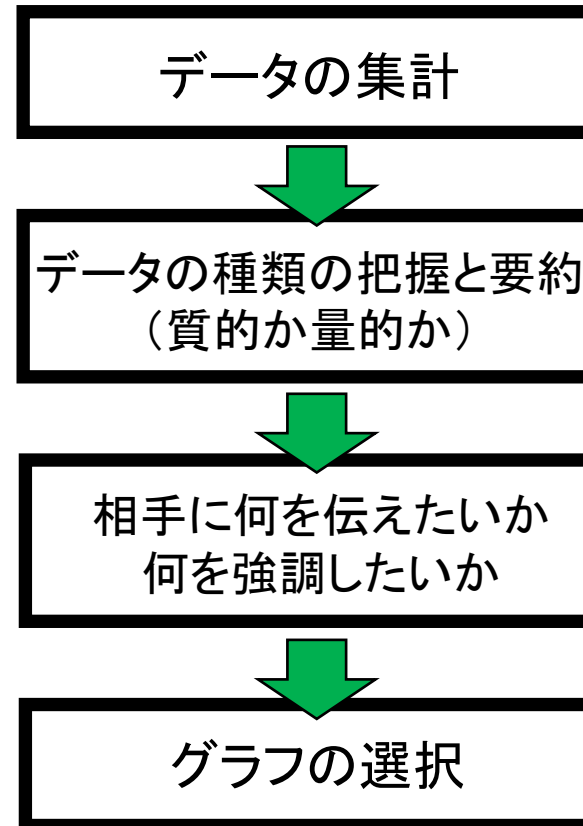 データの集計
データの種類の把握と要約
（質的か量的か）
相手に何を伝えたいか
何を強調したいか
グラフの選択